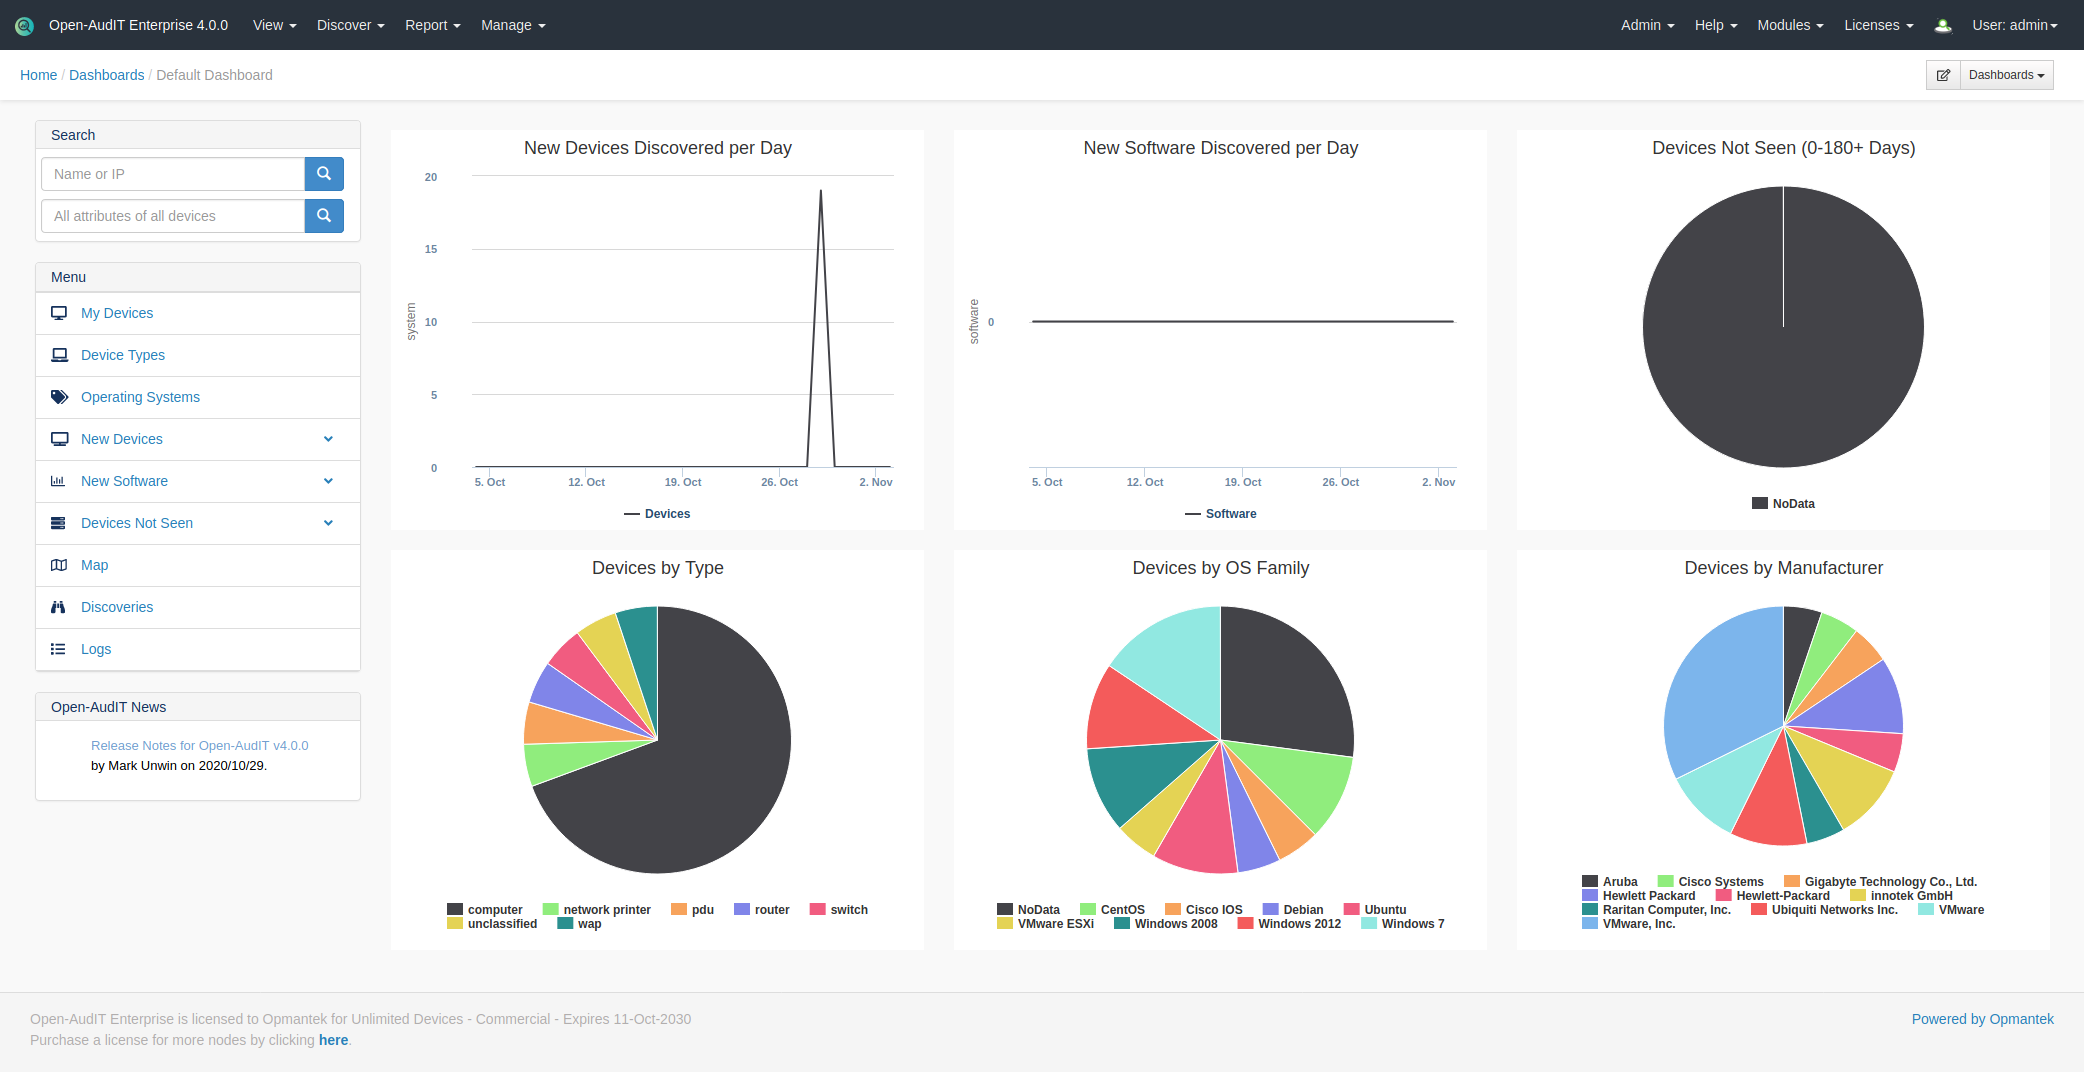 Open-AudIT Enterprise 4.0.0 View Discover Report Manage Admin Help Modules Licenses User: admin
Home / Dashboards / Default Dashboard
Dashboards
Search
Name or IP
All attributes of all devices
Menu
My Devices
Device Types
Operating Systems
New Devices
New Software
Devices Not Seen
Map
Discoveries
Logs
Open-AudIT News
Release Notes for Open-AudIT v4.0.0
by Mark Unwin on 2020/10/29.
New Devices Discovered per Day
20
15
10
5
0
system
5. Oct 12. Oct 19. Oct 26. Oct 2. Nov
Devices
New Software Discovered per Day
software
0
5. Oct 12. Oct 19. Oct 26. Oct 2. Nov
Software
Devices Not Seen (0-180+ Days)
NoData
Devices by Type
computer network printer pdu router switch
unclassified wap
Devices by OS Family
NoData CentOS Cisco IOS Debian Ubuntu
VMware ESXi Windows 2008 Windows 2012 Windows 7
Devices by Manufacturer
Aruba Cisco Systems Gigabyte Technology Co., Ltd.
Hewlett Packard Hewlett-Packard innotek GmbH
Raritan Computer, Inc. Ubiquiti Networks Inc. VMware
VMware, Inc.
Open-AudIT Enterprise is licensed to Opmantek for Unlimited Devices - Commercial - Expires 11-Oct-2030
Purchase a license for more nodes by clicking here.
Powered by Opmantek